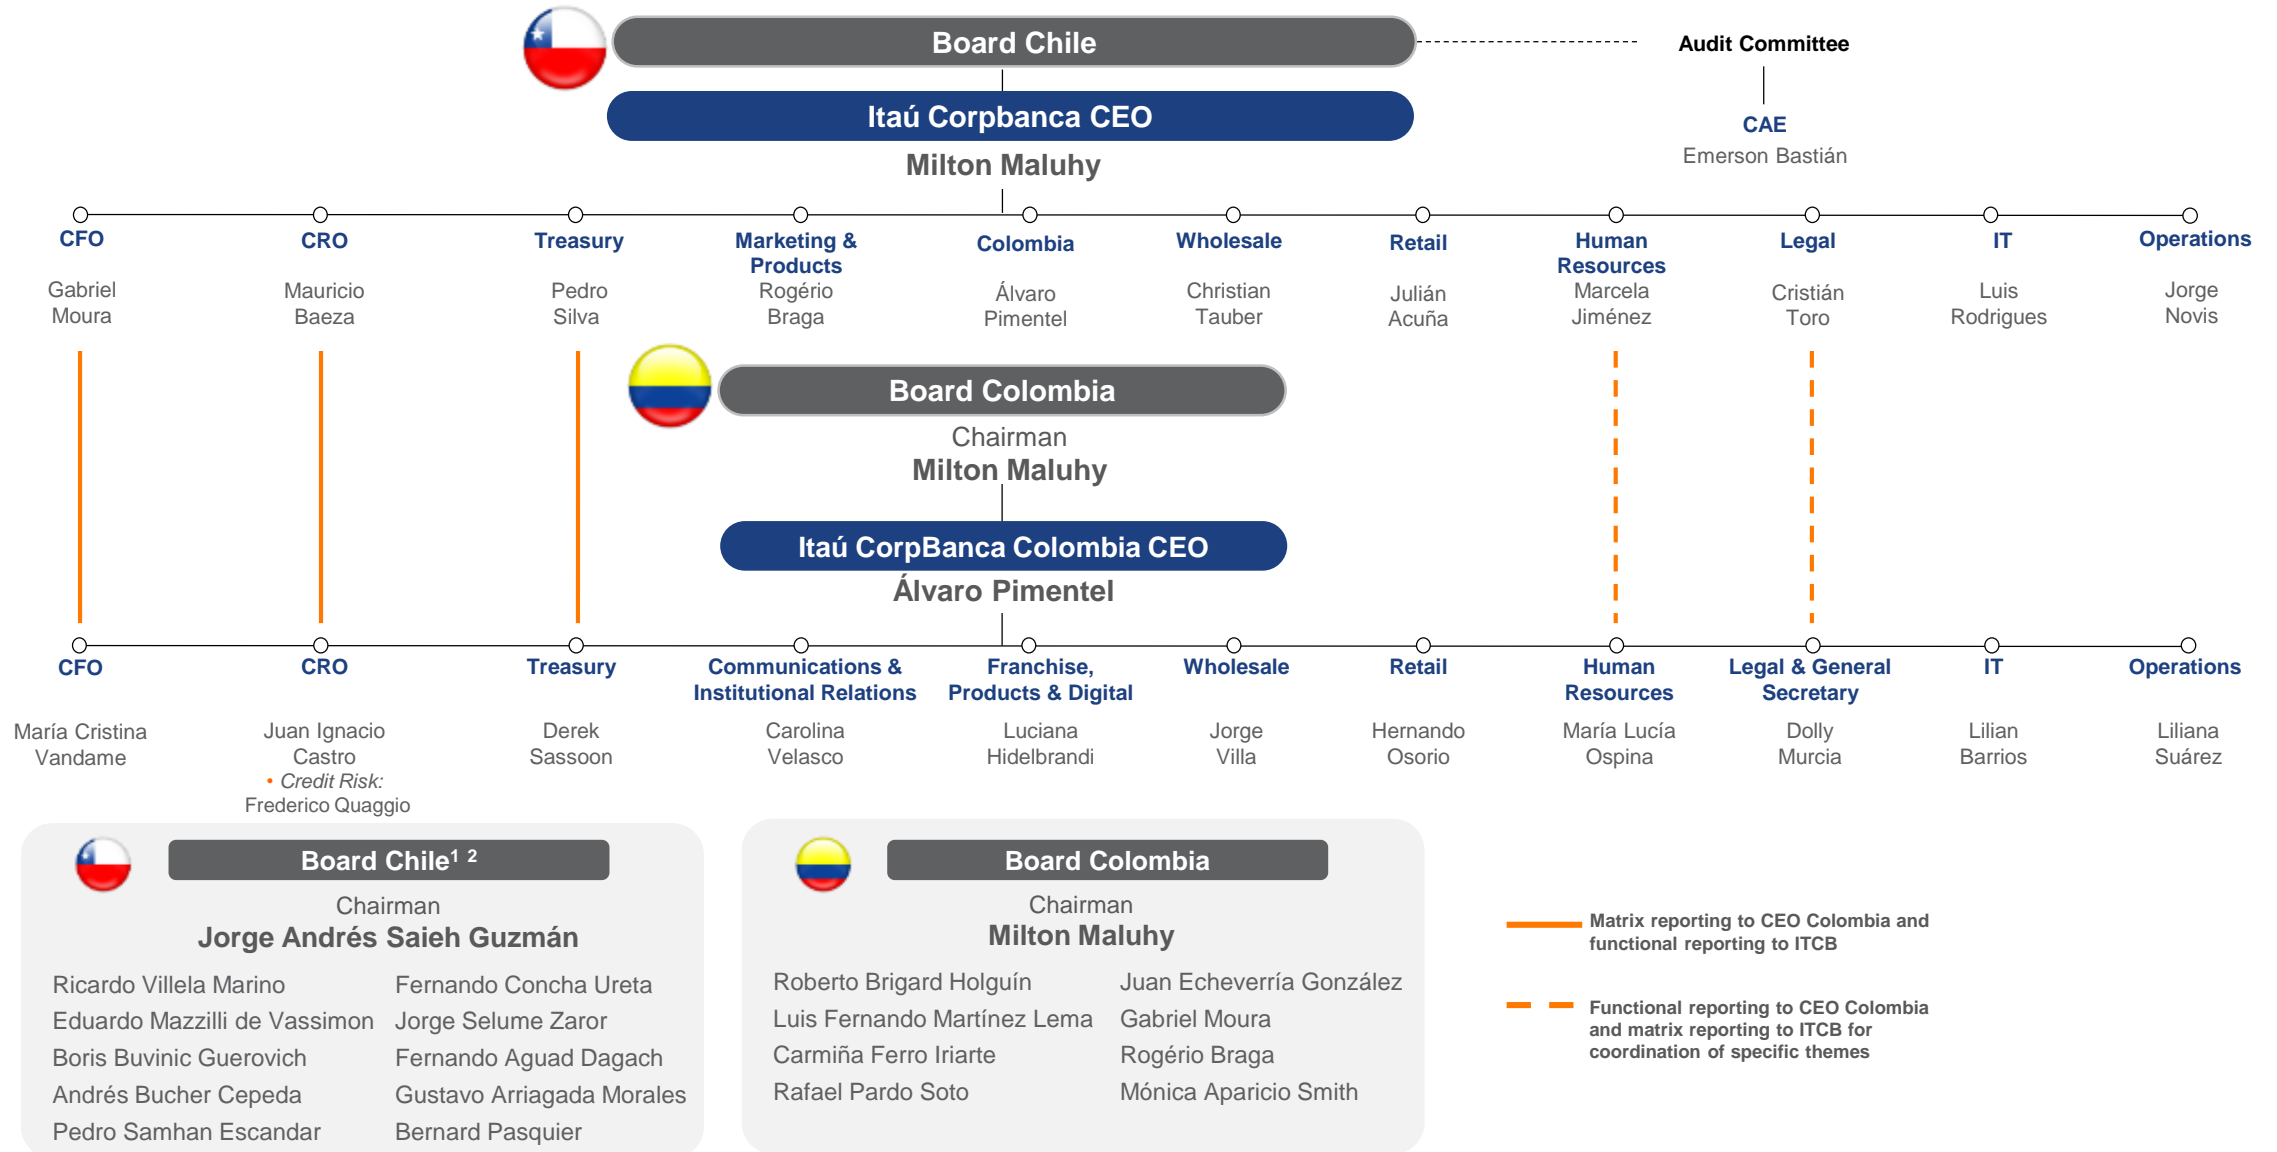 Board Chile
Audit Committee
Itaú Corpbanca CEO
CAE
Milton Maluhy
Emerson Bastián
CFO
Gabriel
Moura
CRO
Mauricio
Baeza
Treasury
Pedro
Silva
Marketing &
Products
Rogério
Braga
Colombia
Álvaro
Pimentel
Wholesale
Christian
Tauber
Retail
Julián
Acuña
Human
Resources
Marcela
Jiménez
Legal
Cristián
Toro
IT
Luis
Rodrigues
Operations
Jorge
Novis
Board Colombia
Chairman
Milton Maluhy
Itaú CorpBanca Colombia CEO
Álvaro Pimentel
CFO
María Cristina
Vandame
CRO
Juan Ignacio
Castro
• Credit Risk:
Frederico Quaggio
Treasury
Derek
Sassoon
Communications &
Institutional Relations
Carolina
Velasco
Franchise,
Products & Digital
Luciana
Hidelbrandi
Wholesale
Jorge
Villa
Retail
Hernando
Osorio
Human
Resources
María Lucía
Ospina
Legal & General
Secretary
Dolly
Murcia
IT
Lilian
Barrios
Operations
Liliana
Suárez
Board Chile¹ ²
Chairman
Jorge Andrés Saieh Guzmán
Ricardo Villela Marino
Eduardo Mazzilli de Vassimon
Boris Buvinic Guerovich
Andrés Bucher Cepeda
Pedro Samhan Escandar
Fernando Concha Ureta
Jorge Selume Zaror
Fernando Aguad Dagach
Gustavo Arriagada Morales
Bernard Pasquier
Board Colombia
Chairman
Milton Maluhy
Roberto Brigard Holguín
Luis Fernando Martínez Lema
Carmiña Ferro Iriarte
Rafael Pardo Soto
Juan Echeverría González
Gabriel Moura
Rogério Braga
Mónica Aparicio Smith
Matrix reporting to CEO Colombia and
functional reporting to ITCB
Functional reporting to CEO Colombia
and matrix reporting to ITCB for
coordination of specific themes